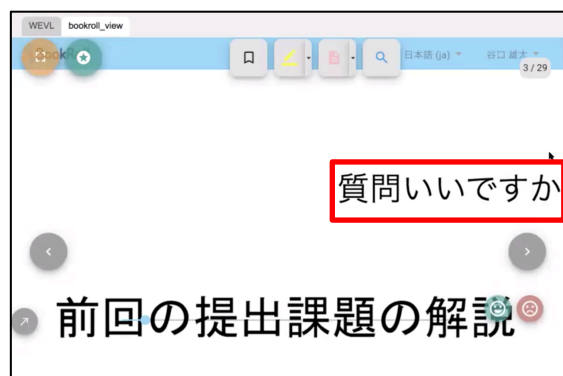 WEVL bookroll_view
BookRoll 日本語 (ja) 谷口 雄太
3 / 29
質問いいですか
前回の提出課題の解説